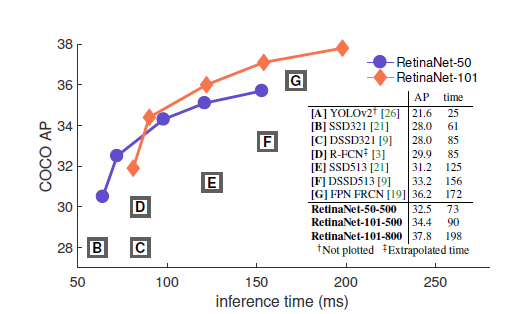 38
36
34
32
30
28
COCO AP
50
100
150
200
250
inference time (ms)
B
C
D
E
F
G
RetinaNet-50
RetinaNet-101
AP time
[A] YOLOv2† [26] 21.6 25
[B] SSD321 [21] 28.0 61
[C] DSSD321 [9] 28.0 85
[D] R-FCN‡ [3] 29.9 85
[E] SSD513 [21] 31.2 125
[F] DSSD513 [9] 33.2 156
[G] FPN FRCN [19] 36.2 172
RetinaNet-50-500 32.5 73
RetinaNet-101-500 34.4 90
RetinaNet-101-800 37.8 198
†Not plotted ‡Extrapolated time